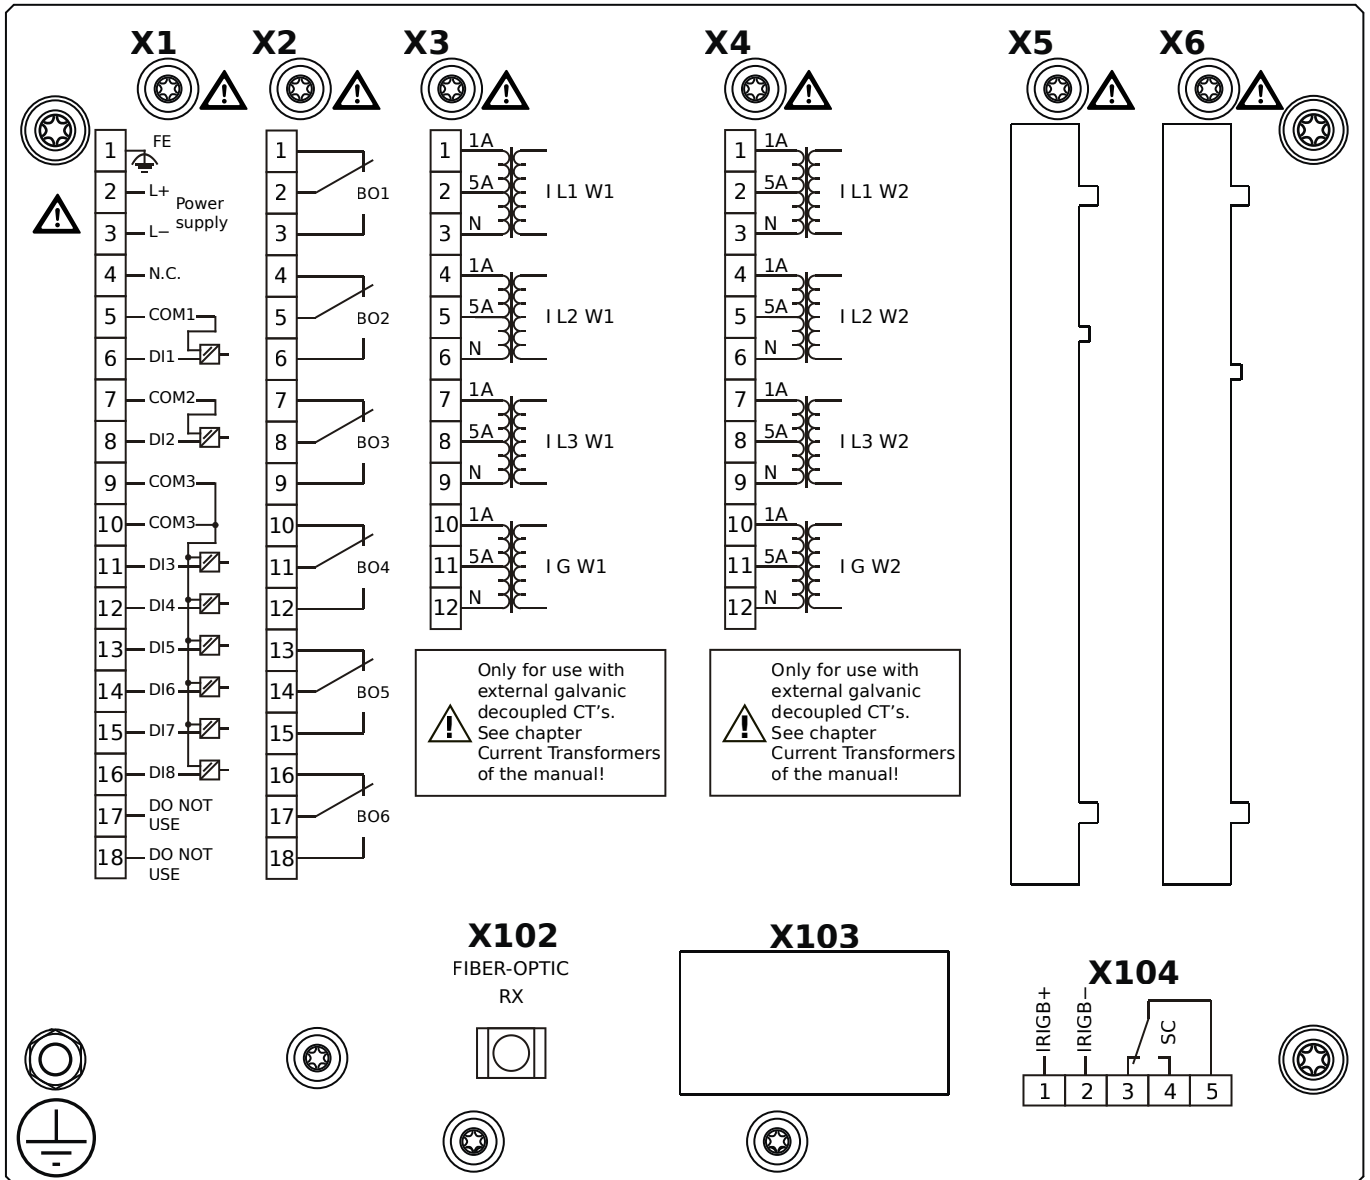 X1
X2
X3
X4
X5
X6
1 FE
2 L+
3 L−
Power
supply
4 N.C.
5 COM1
6 DI1
7 COM2
8 DI2
9 COM3
10 COM3
11 DI3
12 DI4
13 DI5
14 DI6
15 DI7
16 DI8
17 DO NOT
USE
18 DO NOT
USE
1
2 BO1
3
4
5 BO2
6
7
8 BO3
9
10
11 BO4
12
13
14 BO5
15
16
17 BO6
18
1 1A
2 5A I L1 W1
3 N
4 1A
5 5A I L2 W1
6 N
7 1A
8 5A I L3 W1
9 N
10 1A
11 5A I G W1
12 N
Only for use with
external galvanic
decoupled CT's.
See chapter
Current Transformers
of the manual!
1 1A
2 5A I L1 W2
3 N
4 1A
5 5A I L2 W2
6 N
7 1A
8 5A I L3 W2
9 N
10 1A
11 5A I G W2
12 N
Only for use with
external galvanic
decoupled CT's.
See chapter
Current Transformers
of the manual!
X102
FIBER-OPTIC
RX
X103
X104
IRIGB+
IRIGB−
SC
1 2 3 4 5